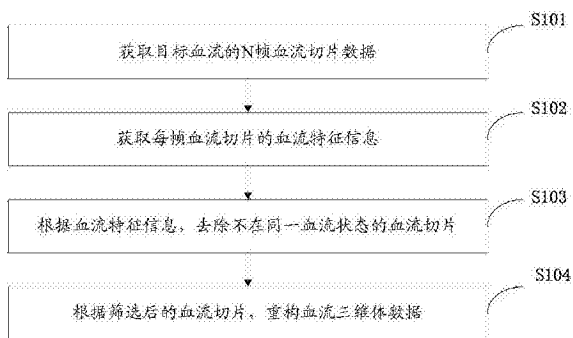 S101
获取目标血流的N帧血流切片数据
S102
获取每帧血流切片的血流特征信息
S103
根据血流特征信息，去除不在同一血流状态的血流切片
S104
根据筛选后的血流切片，重构血流三维体数据